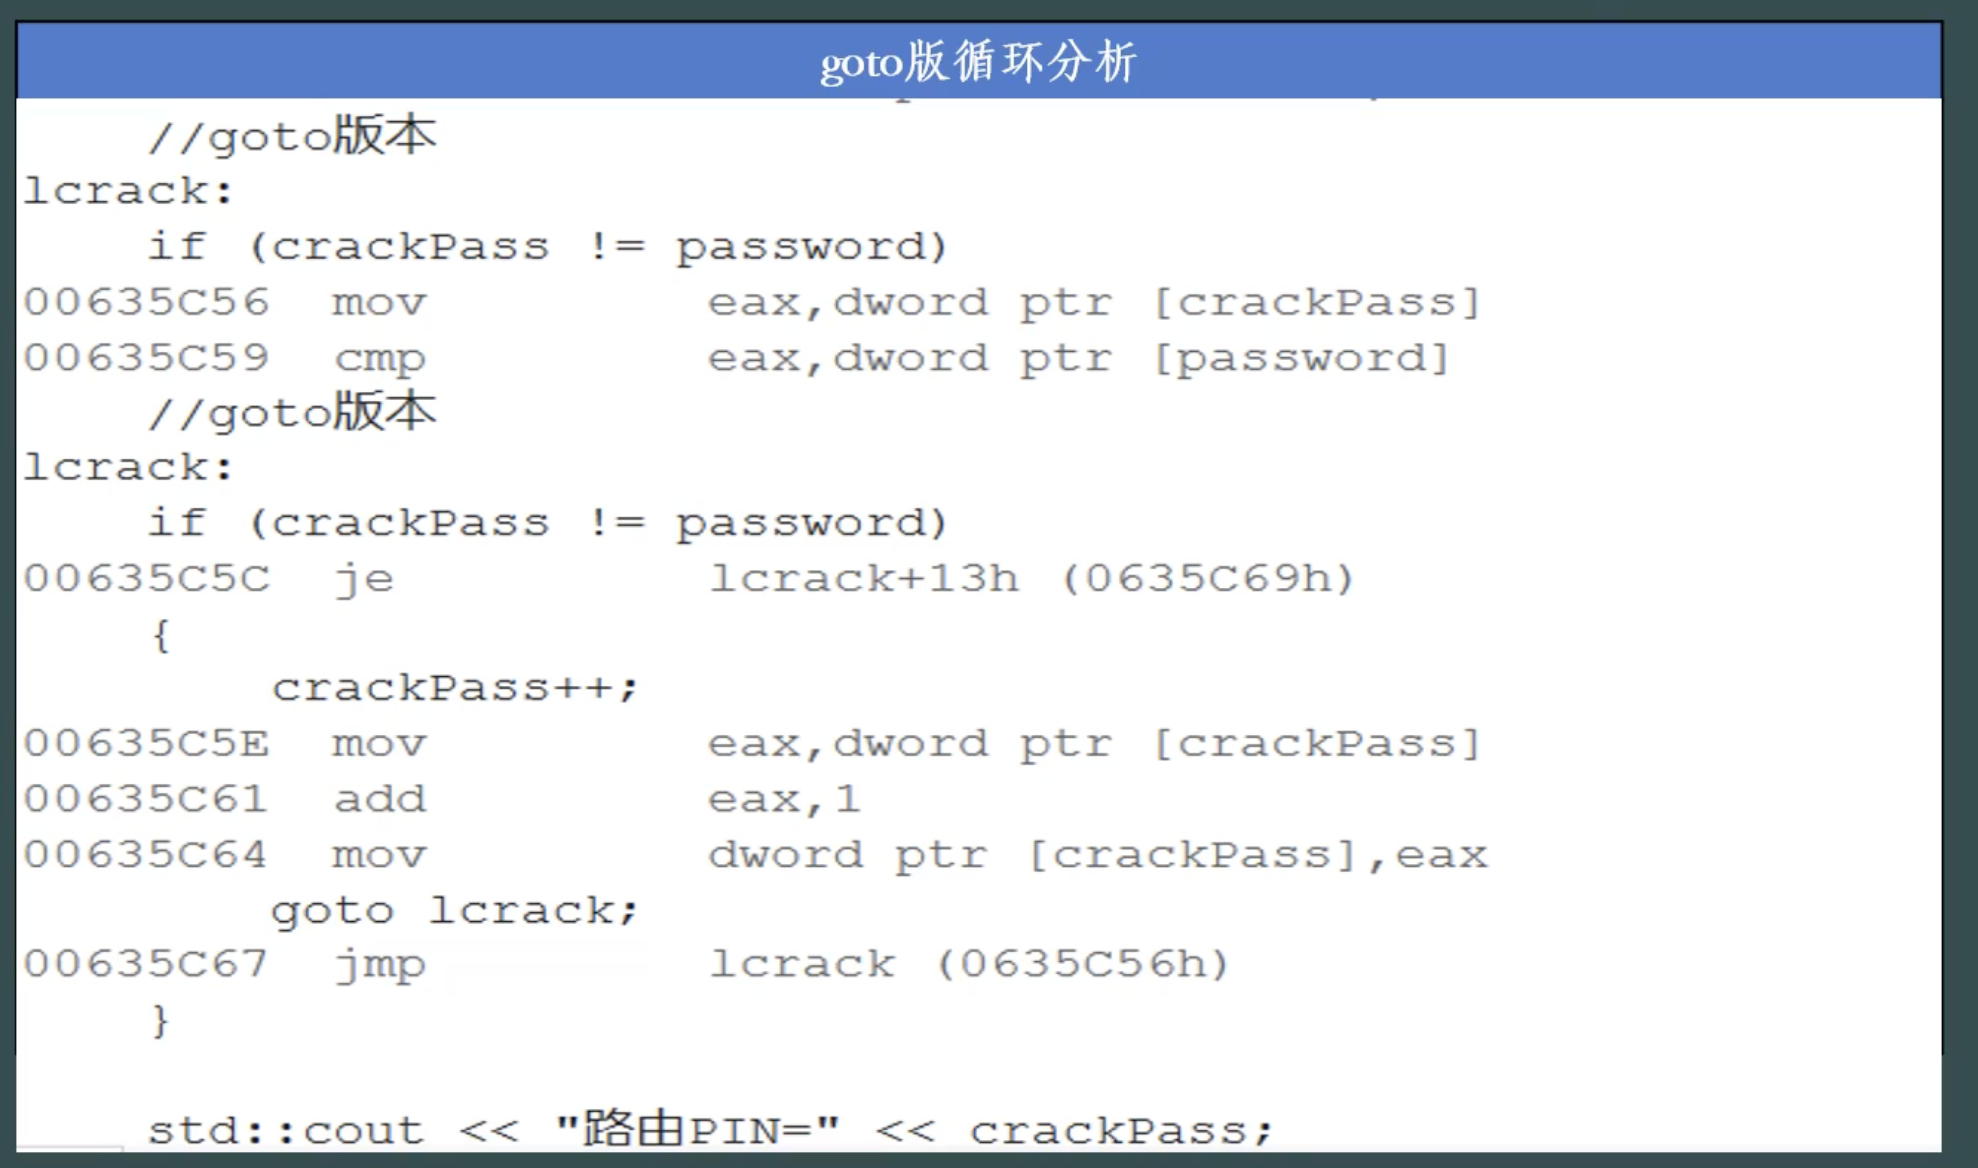 goto版循环分析
//goto版本
lcrack:
if (crackPass != password)
00635C56 mov eax,dword ptr [crackPass]
00635C59 cmp eax,dword ptr [password]
//goto版本
lcrack:
if (crackPass != password)
00635C5C je lcrack+13h (0635C69h)
{
crackPass++;
00635C5E mov eax,dword ptr [crackPass]
00635C61 add eax,1
00635C64 mov dword ptr [crackPass],eax
goto lcrack;
00635C67 jmp lcrack (0635C56h)
}
std::cout << "路由PIN=" << crackPass;